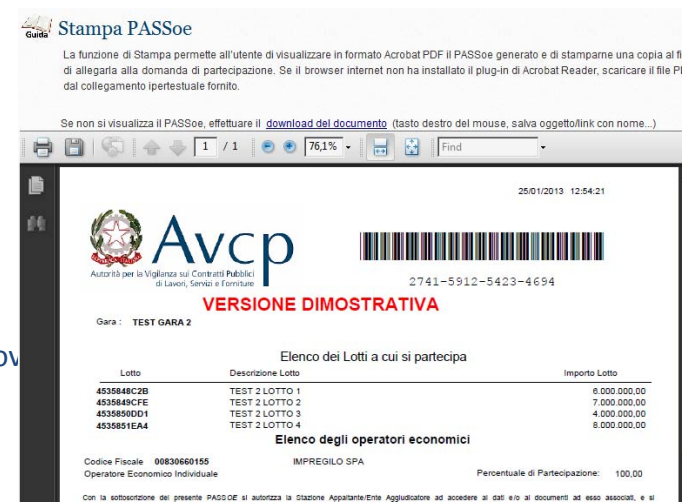 Guida
Stampa PASSoe
La funzione di Stampa permette all'utente di visualizzare in formato Acrobat PDF il PASSoe generato e di stamparne una copia al fi
di allegarla alla domanda di partecipazione. Se il browser internet non ha installato il plug-in di Acrobat Reader, scaricare il file P
dal collegamento ipertestuale fornito.
Se non si visualizza il PASSoe, effettuare il download del documento (tasto destro del mouse, salva oggetto/link con nome...)
1 / 1 76,1% Find
25/01/2013 12:54:21
Avcp
Autorità per la Vigilanza sui Contratti Pubblici
di Lavori, Servizi e Forniture
2741-5912-5423-4694
VERSIONE DIMOSTRATIVA
Gara : TEST GARA 2
ov
Elenco dei Lotti a cui si partecipa
Lotto Descrizione Lotto Importo Lotto
4535848C2B TEST 2 LOTTO 1 6.000.000,00
4535849CFE TEST 2 LOTTO 2 7.000.000,00
4535850DD1 TEST 2 LOTTO 3 4.000.000,00
4535851EA4 TEST 2 LOTTO 4 8.000.000,00
Elenco degli operatori economici
Codice Fiscale 00830660155 IMPREGILO SPA
Operatore Economico Individuale Percentuale di Partecipazione: 100,00
Con la sottoscrizione del presente PASSOE si autorizza la Stazione Appaltante/Ente Aggiudicatore ad accedere ai dati e/o ai documenti ad esso associati, e si